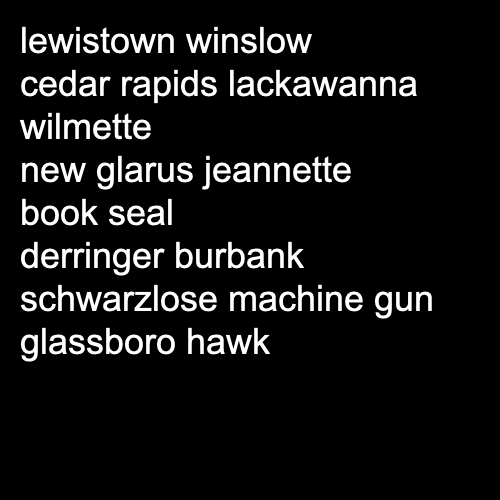 lewistown winslow
cedar rapids lackawanna
wilmette
new glarus jeannette
book seal
derringer burbank
schwarzlose machine gun
glassboro hawk